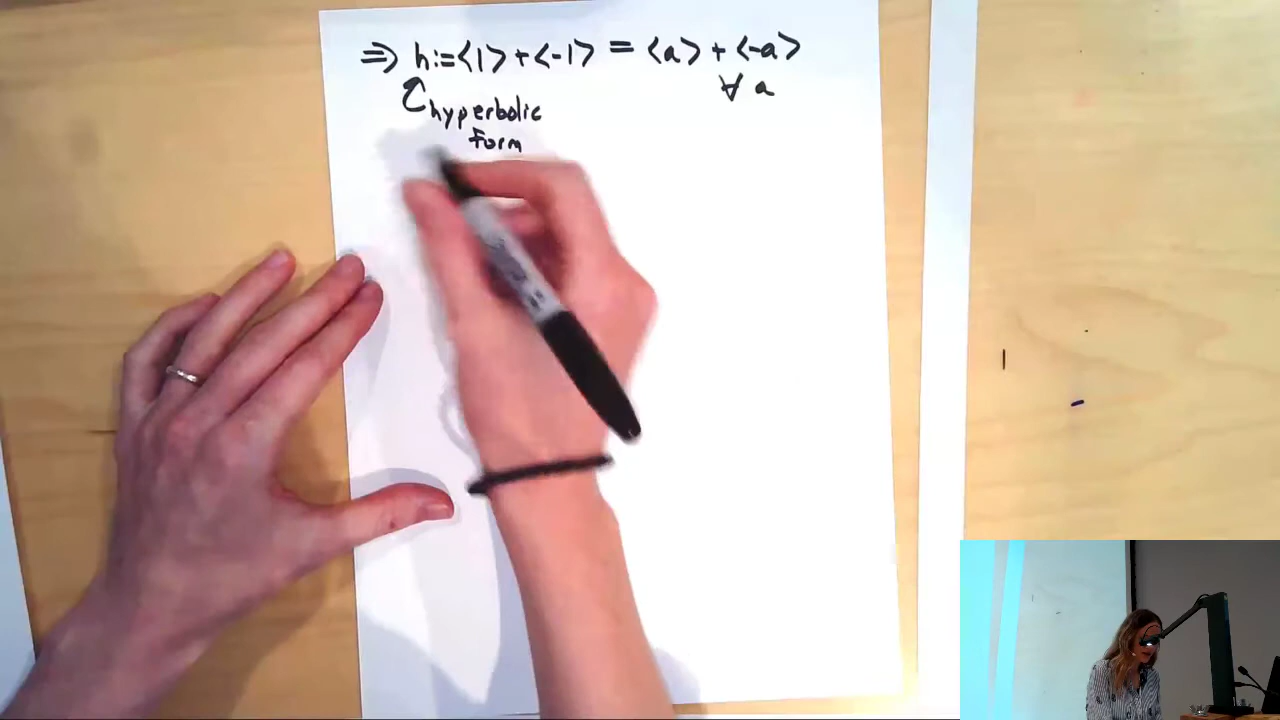 ⇒ h:=<1>+<-1> = <a>+<-a>
∀ a
hyperbolic
form